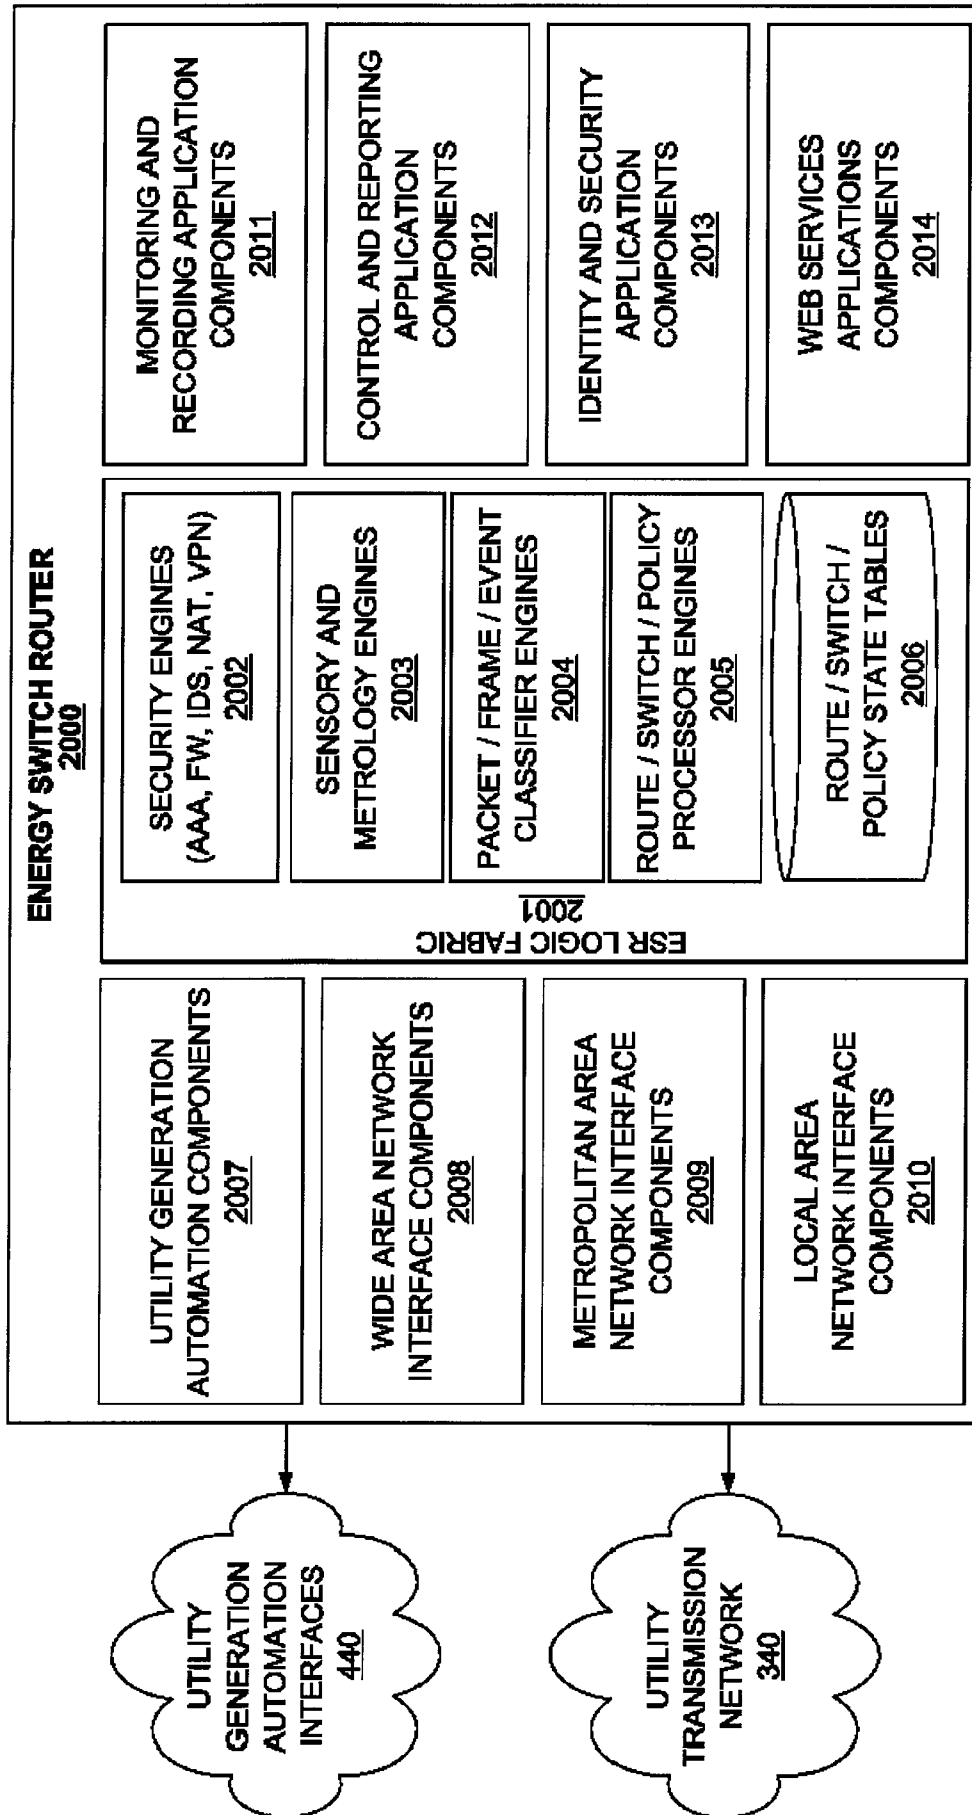 ENERGY SWITCH ROUTER
2000
UTILITY
GENERATION
AUTOMATION
INTERFACES
440
UTILITY
TRANSMISSION
NETWORK
340
UTILITY GENERATION
AUTOMATION COMPONENTS
2007
WIDE AREA NETWORK
INTERFACE COMPONENTS
2008
METROPOLITAN AREA
NETWORK INTERFACE
COMPONENTS
2009
LOCAL AREA
NETWORK INTERFACE
COMPONENTS
2010
ESR LOGIC FABRIC
2001
SECURITY ENGINES
(AAA, FW, IDS, NAT, VPN)
2002
SENSORY AND
METROLOGY ENGINES
2003
PACKET / FRAME / EVENT
CLASSIFIER ENGINES
2004
ROUTE / SWITCH / POLICY
PROCESSOR ENGINES
2005
ROUTE / SWITCH /
POLICY STATE TABLES
2006
MONITORING AND
RECORDING APPLICATION
COMPONENTS
2011
CONTROL AND REPORTING
APPLICATION
COMPONENTS
2012
IDENTITY AND SECURITY
APPLICATION
COMPONENTS
2013
WEB SERVICES
APPLICATIONS
COMPONENTS
2014